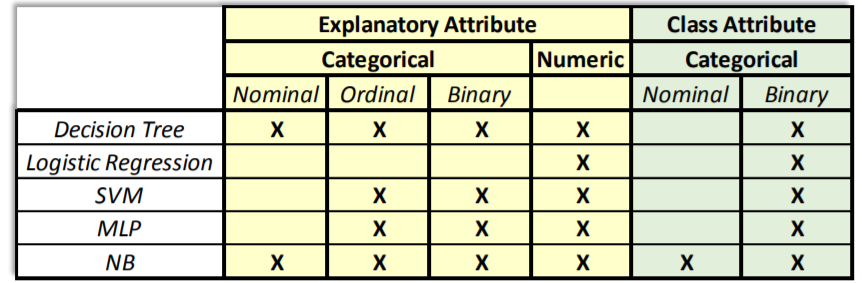 Explanatory Attribute Class Attribute
Categorical Numeric Categorical
Nominal Ordinal Binary Nominal Binary
Decision Tree X X X X X
Logistic Regression X X
SVM X X X X
MLP X X X X
NB X X X X X X